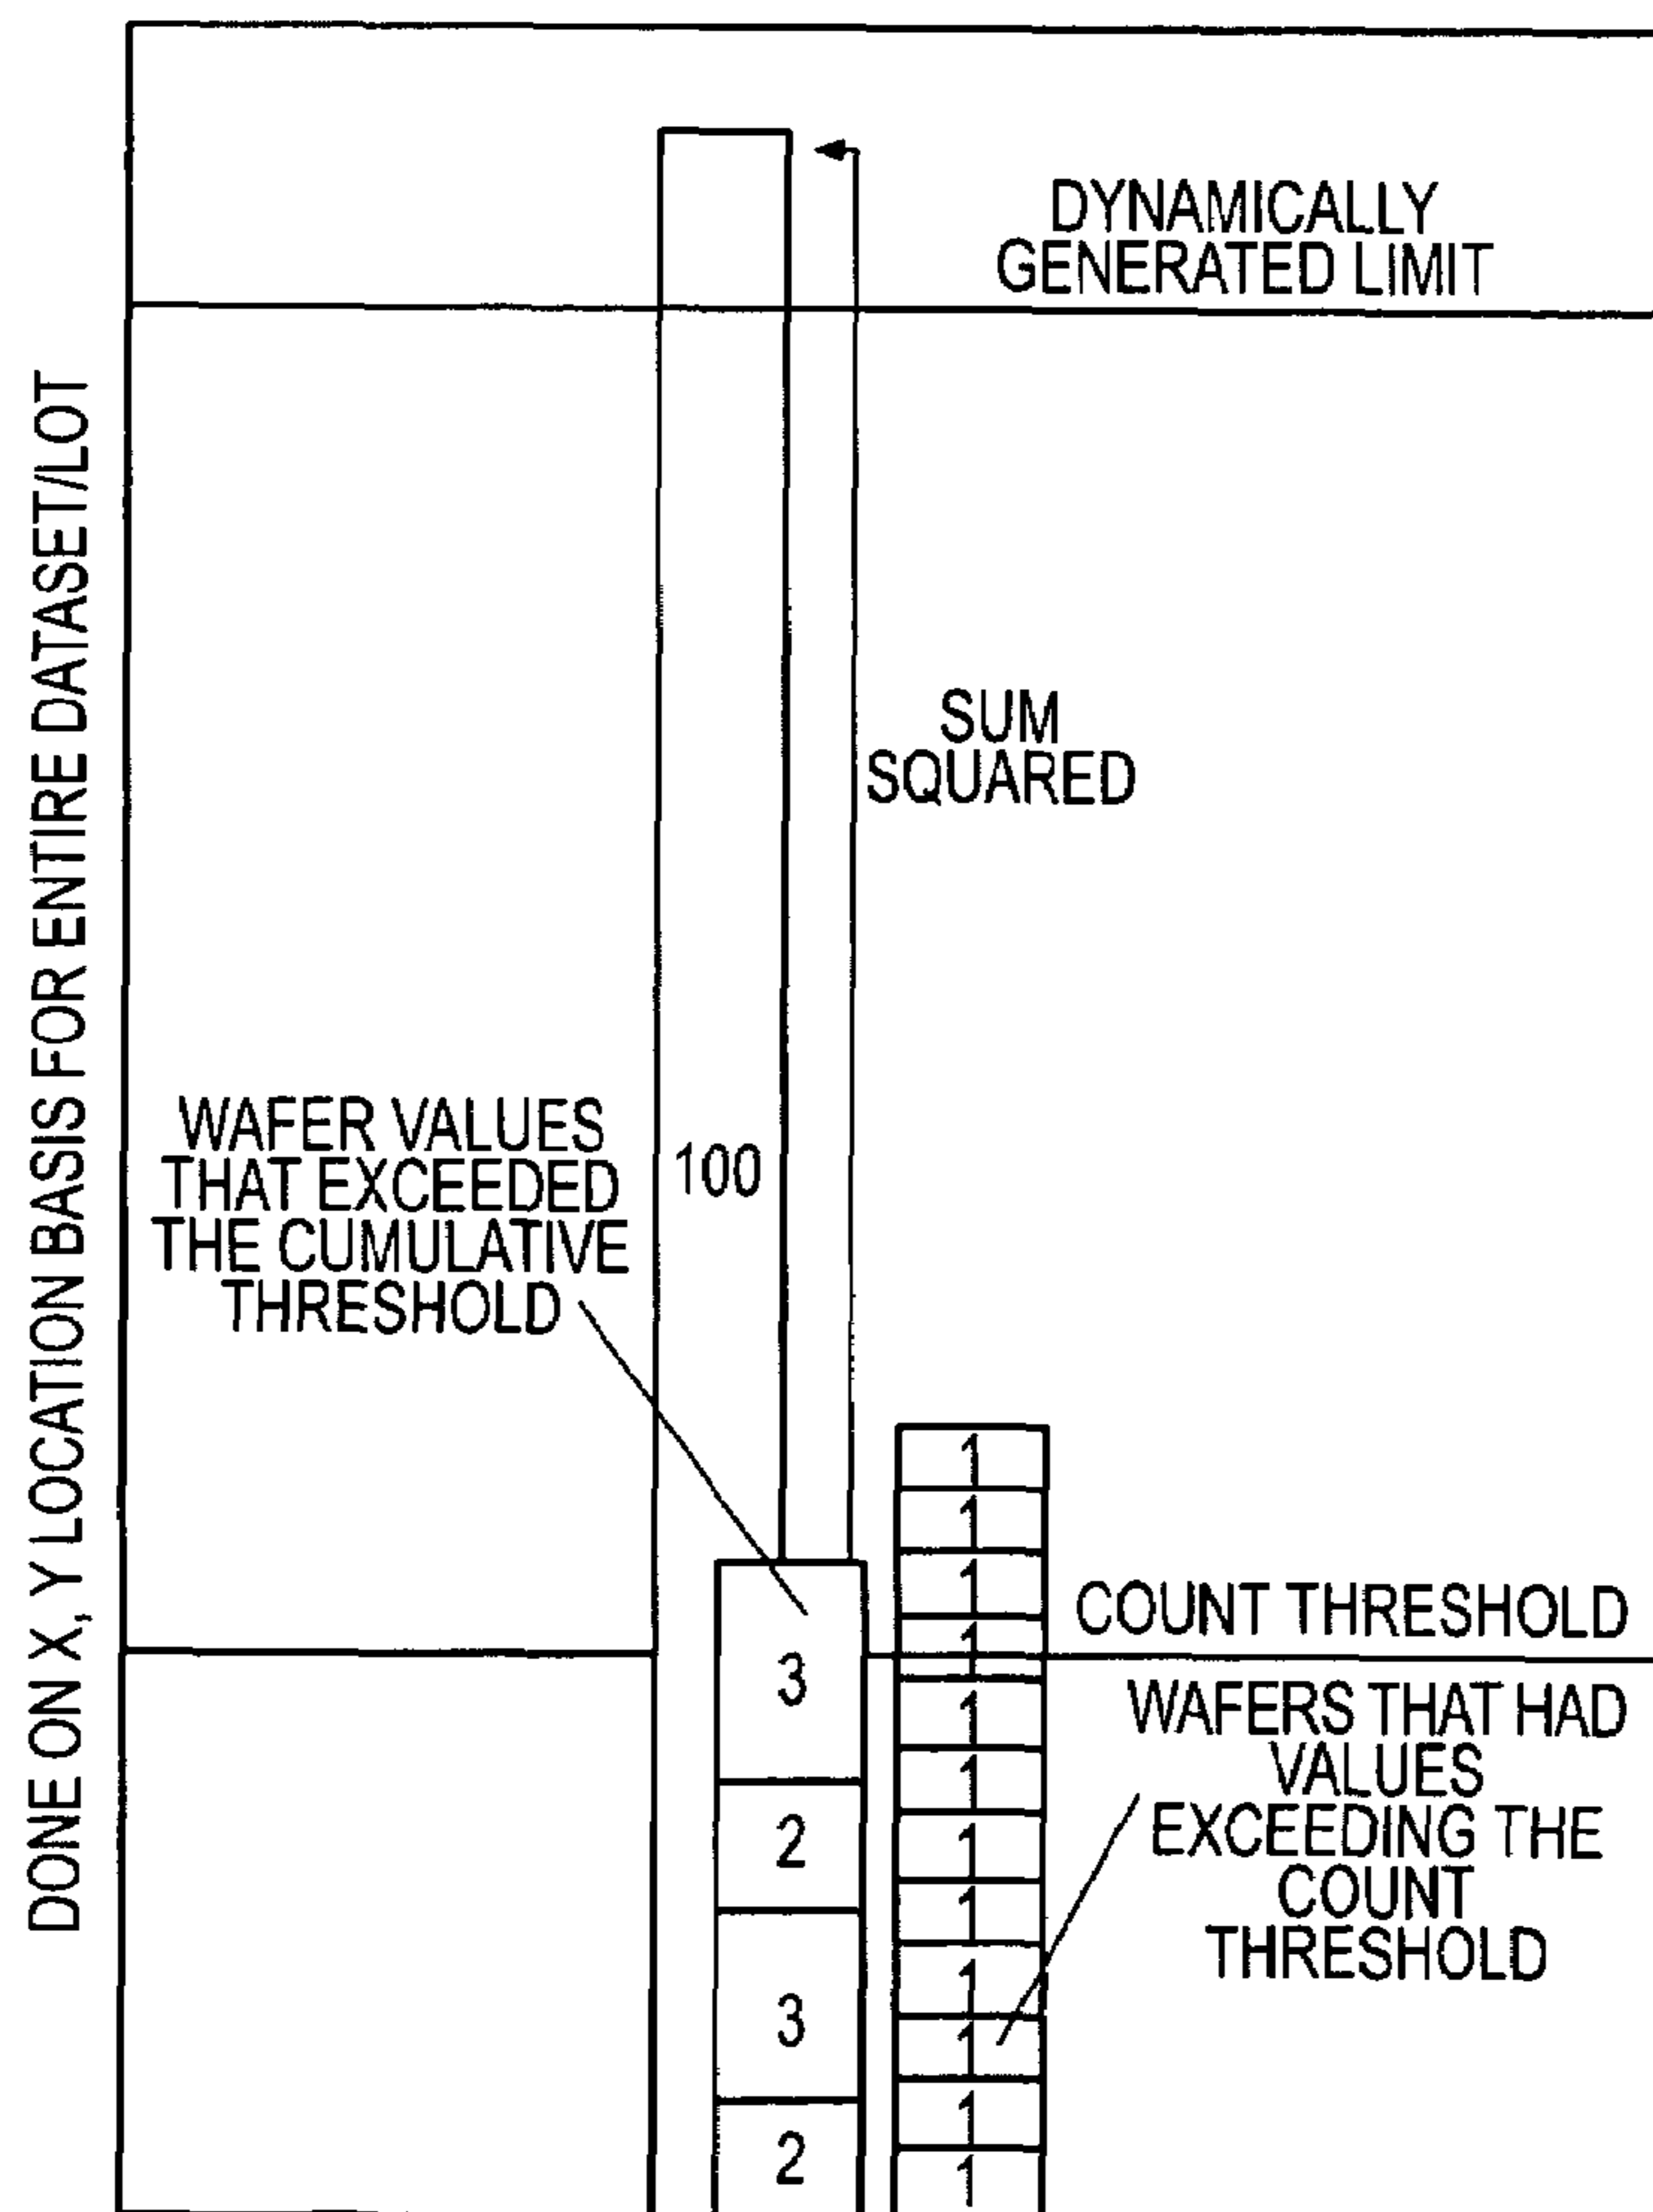 DONE ON X, Y LOCATION BASIS FOR ENTIRE DATASET/LOT
DYNAMICALLY
GENERATED LIMIT
SUM
SQUARED
WAFER VALUES
THAT EXCEEDED
THE CUMULATIVE
THRESHOLD
100
3
2
3
2
1
1
1
1
1
1
1
1
1
1
1
1
COUNT THRESHOLD
WAFERS THAT HAD
VALUES
EXCEEDING THE
COUNT
THRESHOLD